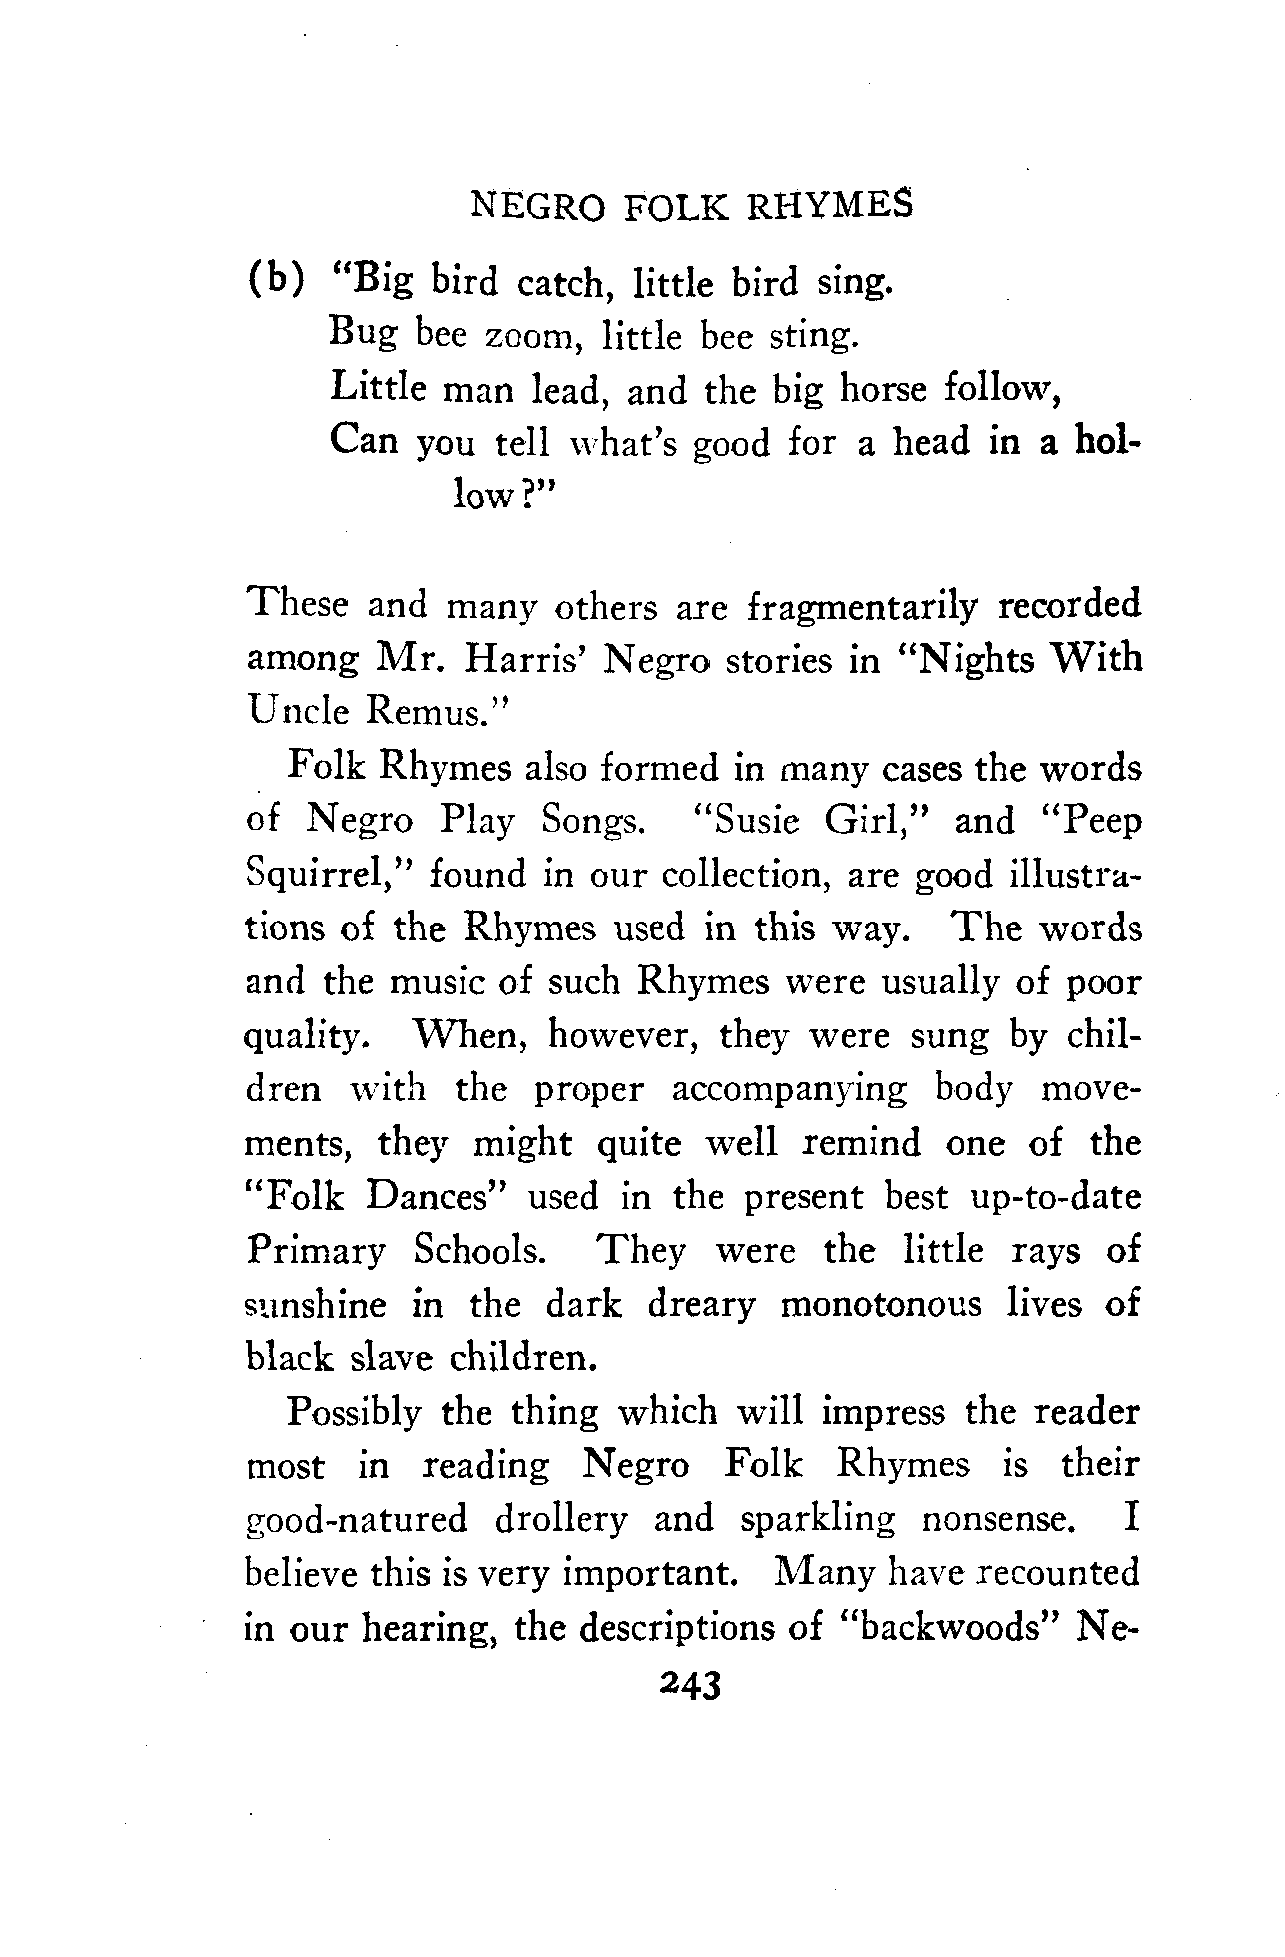 NEGRO FOLK RHYMES
(b) “Big bird catch, little bird sing.
Bug bee zoom, little bee sting.
Little man lead, and the big horse follow,
Can you tell what’s good for a head in a hol-
low?”
These and many others are fragmentarily recorded
among Mr. Harris’ Negro stories in “Nights With
Uncle Remus.”
Folk Rhymes also formed in many cases the words
of Negro Play Songs. “Susie Girl,” and “Peep
Squirrel,” found in our collection, are good illustra-
tions of the Rhymes used in this way. The words
and the music of such Rhymes were usually of poor
quality. When, however, they were sung by chil-
dren with the proper accompanying body move-
ments, they might quite well remind one of the
“Folk Dances” used in the present best up-to-date
Primary Schools. They were the little rays of
sunshine in the dark dreary monotonous lives of
black slave children.
Possibly the thing which will impress the reader
most in reading Negro Folk Rhymes is their
good-natured drollery and sparkling nonsense. I
believe this is very important. Many have recounted
in our hearing, the descriptions of “backwoods” Ne-
243